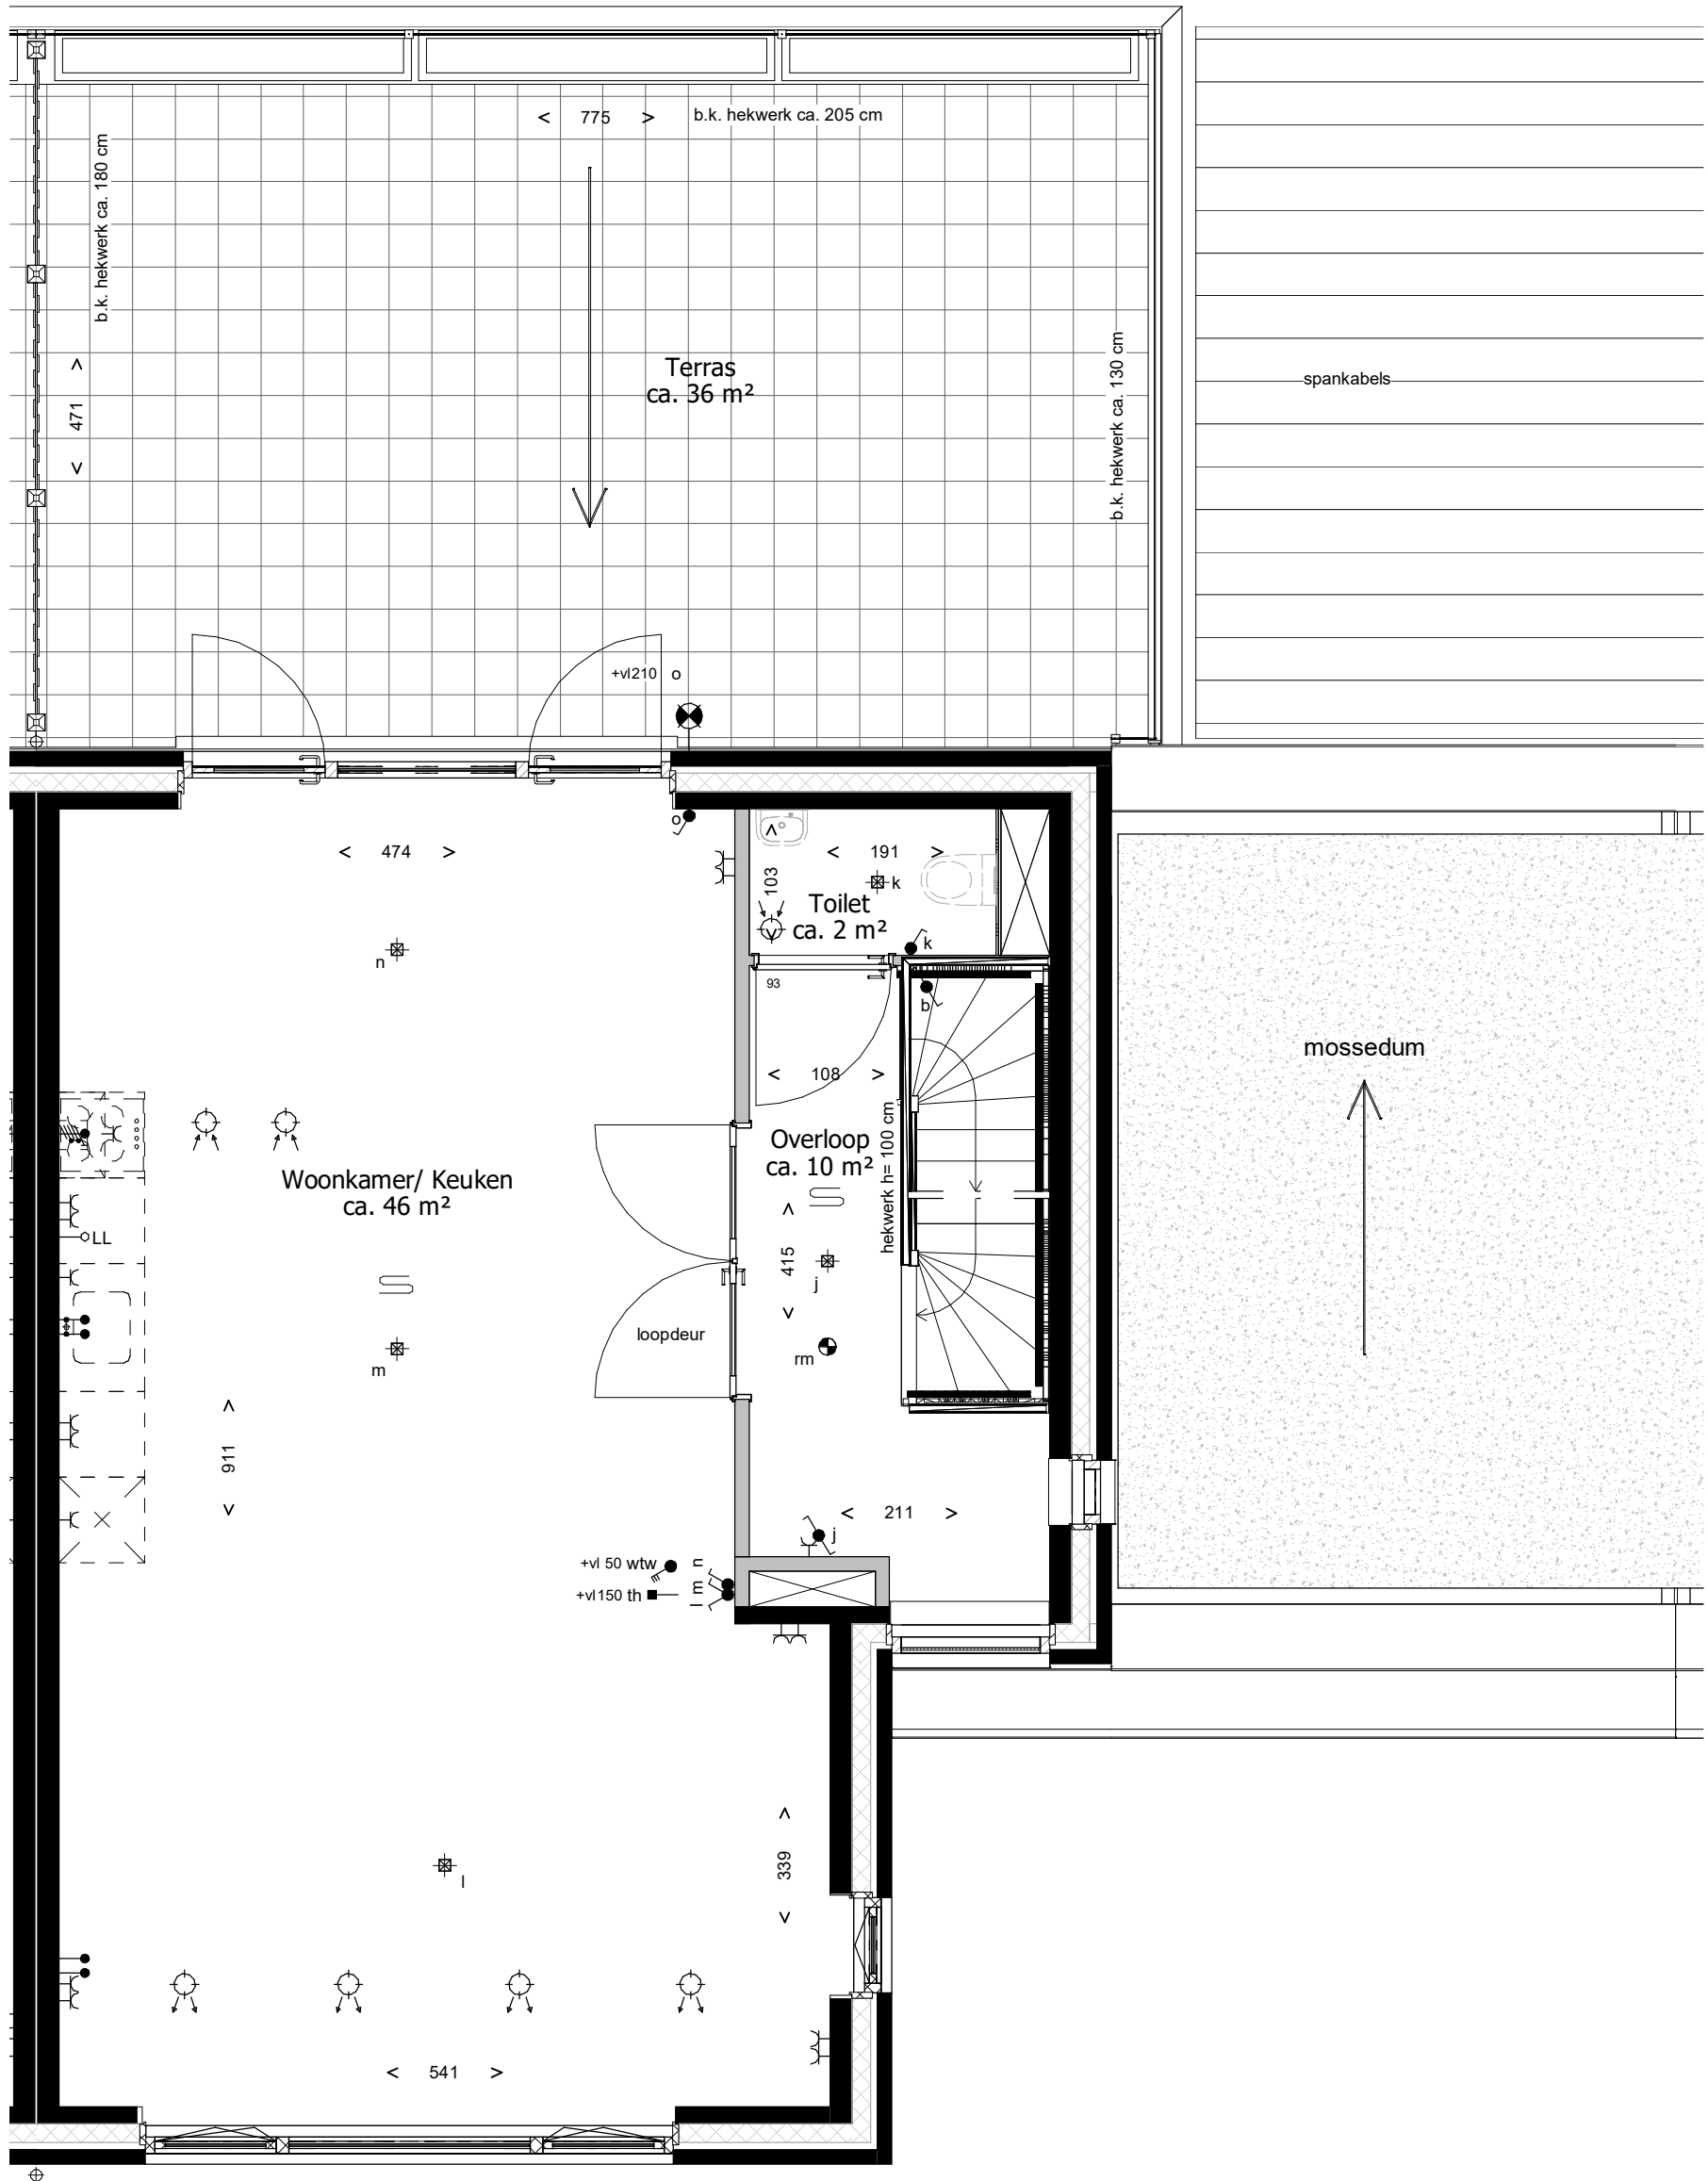 < 775 > b.k. hekwerk ca. 205 cm
b.k. hekwerk ca. 180 cm
< 471 >
Terras
ca. 36 m²
b.k. hekwerk ca. 130 cm
spankabels
+vl210 o
o
< 474 >
< 103 >
< 191 >
k
Toilet
ca. 2 m²
k
n
93
b
mossedum
< 108 >
hekwerk h= 100 cm
Overloop
ca. 10 m²
Woonkamer/ Keuken
ca. 46 m²
LL
< 415 >
j
loopdeur
rm
m
< 911 >
< 211 >
j
+vl 50 wtw
n
+vl150 th
l m
< 339 >
l
< 541 >